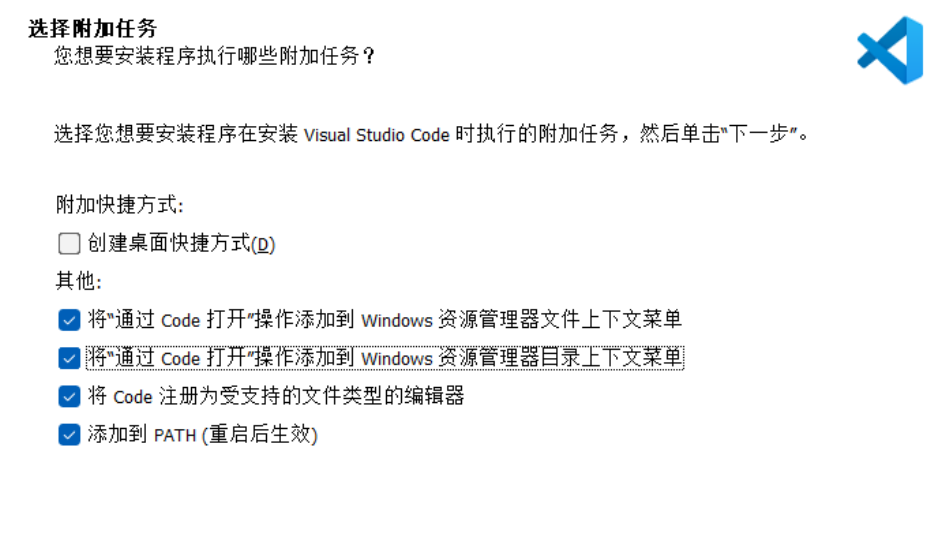 选择附加任务
您想要安装程序执行哪些附加任务？
选择您想要安装程序在安装 Visual Studio Code 时执行的附加任务，然后单击“下一步”。
附加快捷方式:
创建桌面快捷方式(D)
其他:
将“通过 Code 打开”操作添加到 Windows 资源管理器文件上下文菜单
将“通过 Code 打开”操作添加到 Windows 资源管理器目录上下文菜单
将 Code 注册为受支持的文件类型的编辑器
添加到 PATH (重启后生效)